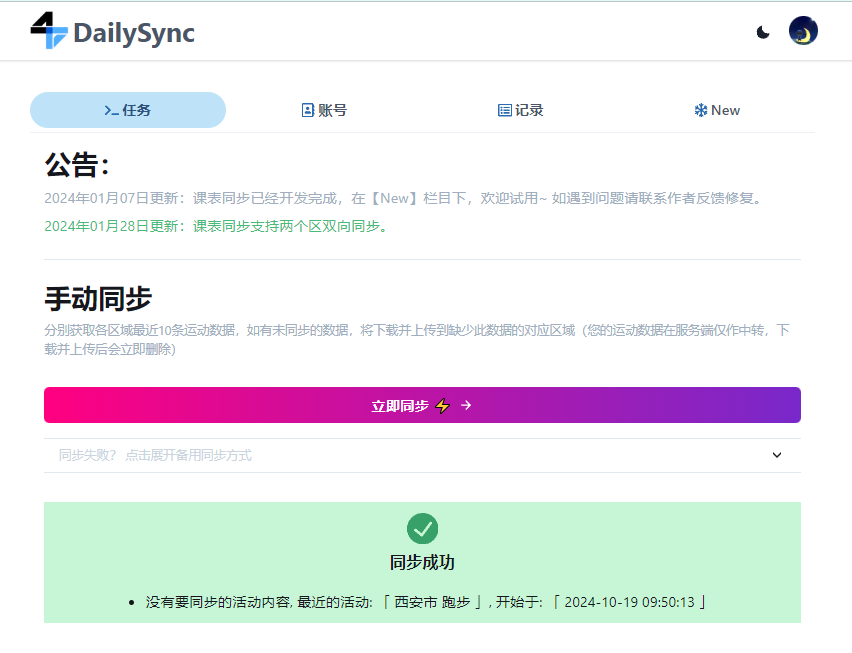 DailySync
任务
账号
记录
New
公告：
2024年01月07日更新：课表同步已经开发完成，在【New】栏目下，欢迎试用~ 如遇到问题请联系作者反馈修复。
2024年01月28日更新：课表同步支持两个区双向同步。
手动同步
分别获取各区域最近10条运动数据，如有未同步的数据，将下载并上传到缺少此数据的对应区域（您的运动数据在服务端仅作中转，下
载并上传后会立即删除）
立即同步⚡ →
同步失败？ 点击展开备用同步方式
同步成功
• 没有要同步的活动内容, 最近的活动: 「 西安市 跑步 」, 开始于: 「 2024-10-19 09:50:13 」